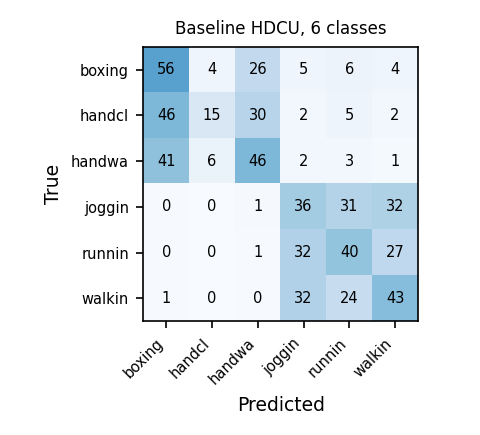 Baseline HDCU, 6 classes
boxing 56 4 26 5 6 4
handcl 46 15 30 2 5 2
handwa 41 6 46 2 3 1
joggin 0 0 1 36 31 32
runnin 0 0 1 32 40 27
walkin 1 0 0 32 24 43
True
boxing handcl handwa joggin runnin walkin
Predicted